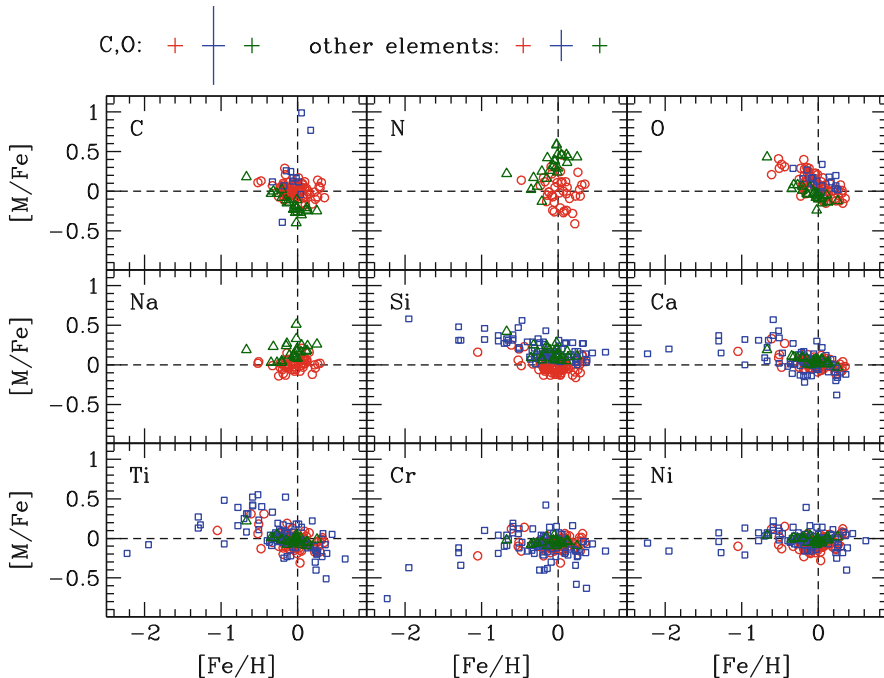 C,O: other elements:
C N O
[M/Fe] 1 0.5 0 −0.5
Na Si Ca
[M/Fe] 1 0.5 0 −0.5
Ti Cr Ni
[M/Fe] 1 0.5 0 −0.5
−2 −1 0 −2 −1 0 −2 −1 0
[Fe/H] [Fe/H] [Fe/H]